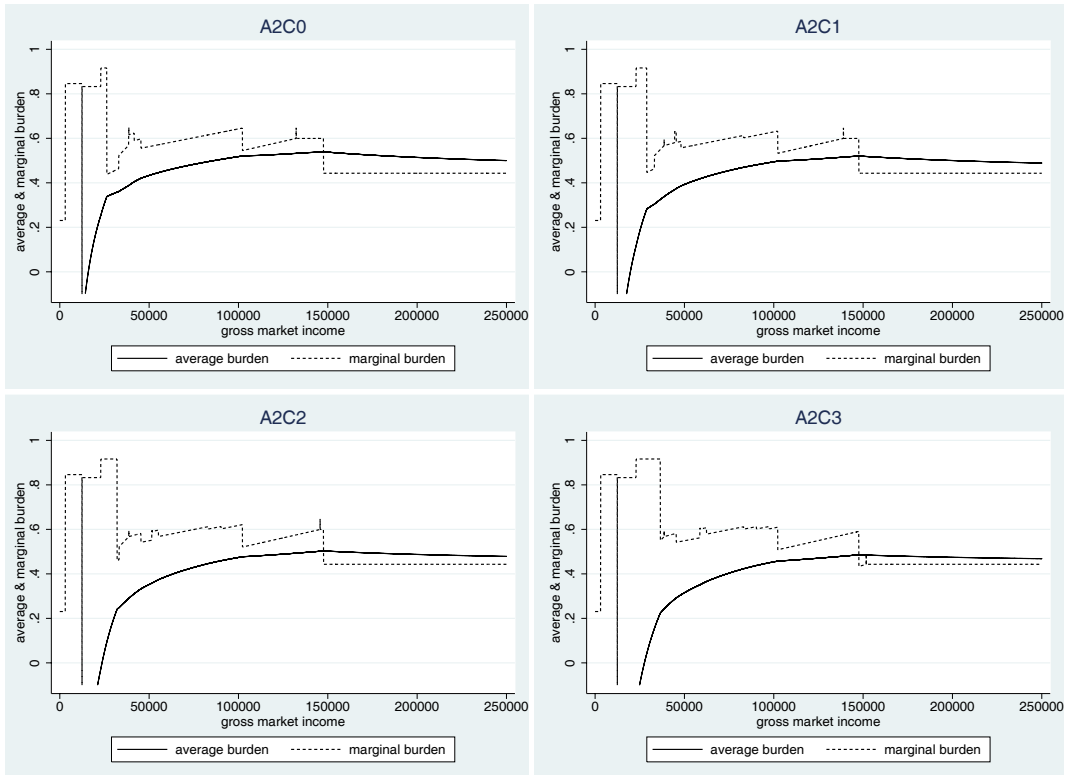 A2C0
average & marginal burden
1
.8
.6
.4
.2
0
0 50000 100000 150000 200000 250000
gross market income
average burden marginal burden
A2C1
average & marginal burden
1
.8
.6
.4
.2
0
0 50000 100000 150000 200000 250000
gross market income
average burden marginal burden
A2C2
average & marginal burden
1
.8
.6
.4
.2
0
0 50000 100000 150000 200000 250000
gross market income
average burden marginal burden
A2C3
average & marginal burden
1
.8
.6
.4
.2
0
0 50000 100000 150000 200000 250000
gross market income
average burden marginal burden